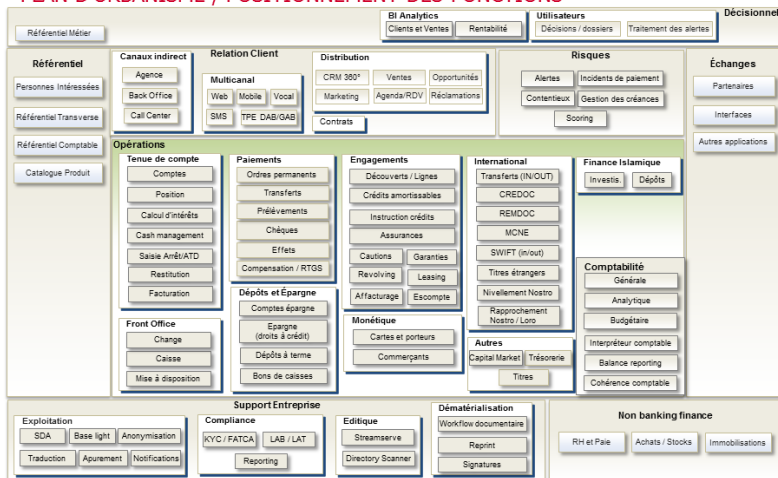 PLAN D'URBANISME / POSITIONNEMENT DES FONCTIONS
Référentiel Métier
BI Analytics
Clients et Ventes
Rentabilité
Utilisateurs
Décisions / dossiers
Traitement des alertes
Décisionnel
Référentiel
Personnes Intéressées
Référentiel Transverse
Référentiel Comptable
Catalogue Produit
Canaux indirect
Agence
Back Office
Call Center
Relation Client
Multicanal
Web
Mobile
Vocal
SMS
TPE DAB/GAB
Distribution
CRM 360°
Ventes
Opportunités
Marketing
Agenda/RDV
Réclamations
Contrats
Risques
Alertes
Incidents de paiement
Contentieux
Gestion des créances
Scoring
Échanges
Partenaires
Interfaces
Autres applications
Opérations
Tenue de compte
Comptes
Position
Calcul d'intérêts
Cash management
Saisie Arrêt/ATD
Restitution
Facturation
Front Office
Change
Caisse
Mise à disposition
Paiements
Ordres permanents
Transferts
Prélèvements
Chèques
Effets
Compensation / RTGS
Dépôts et Épargne
Comptes épargne
Epargne
(droits à crédit)
Dépôts à terme
Bons de caisses
Engagements
Découverts / Lignes
Crédits amortissables
Instruction crédits
Assurances
Cautions
Garanties
Revolving
Leasing
Affacturage
Escompte
Monétique
Cartes et porteurs
Commerçants
International
Transferts (IN/OUT)
CREDOC
REMDOC
MCNE
SWIFT (in/out)
Titres étrangers
Nivellement Nostro
Rapprochement
Nostro / Loro
Autres
Capital Market
Trésorerie
Titres
Finance Islamique
Investis.
Dépôts
Comptabilité
Générale
Analytique
Budgétaire
Interpréteur comptable
Balance reporting
Cohérence comptable
Support Entreprise
Exploitation
SDA
Base light
Anonymisation
Traduction
Apurement
Notifications
Compliance
KYC / FATCA
LAB / LAT
Reporting
Editique
Streamserve
Directory Scanner
Dématérialisation
Workflow documentaire
Reprint
Signatures
Non banking finance
RH et Paie
Achats / Stocks
Immobilisations